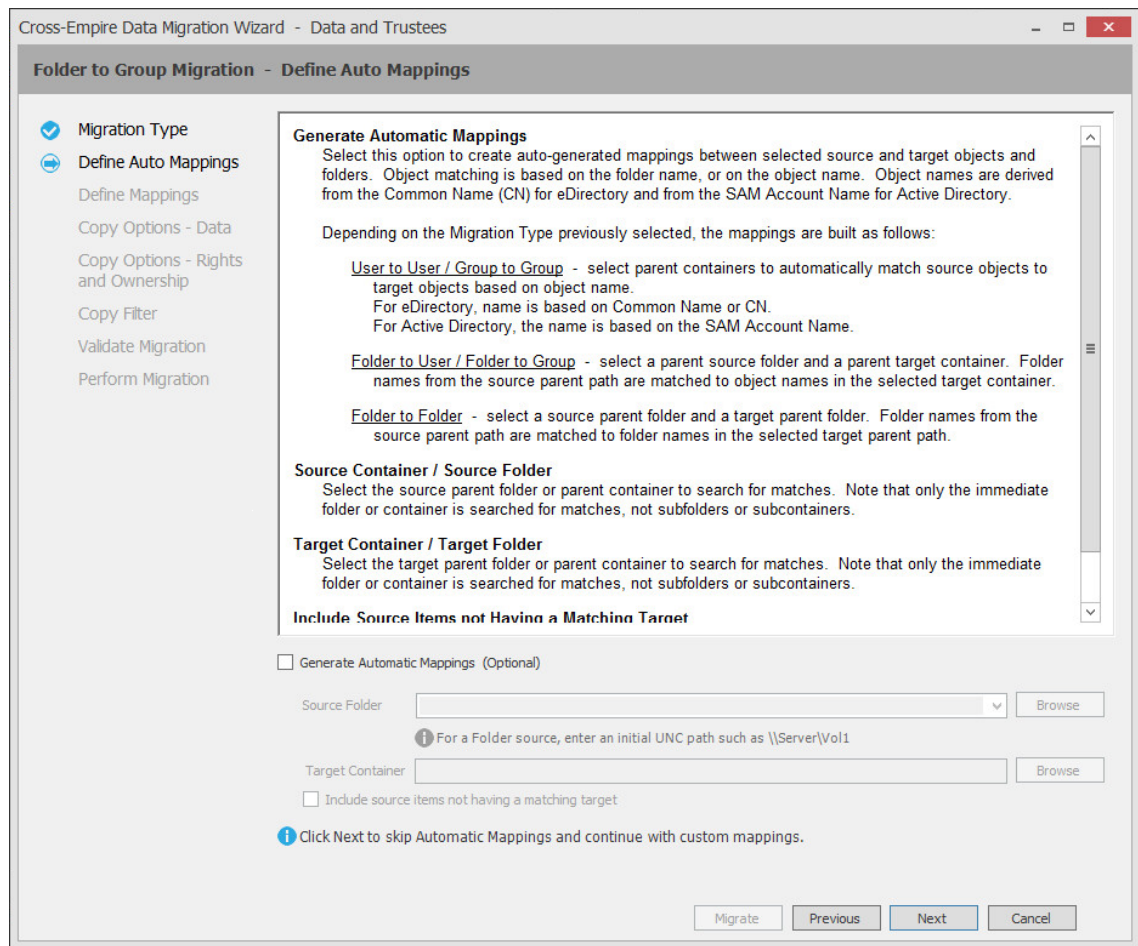 Cross-Empire Data Migration Wizard - Data and Trustees
Folder to Group Migration - Define Auto Mappings
Migration Type
Define Auto Mappings
Define Mappings
Copy Options - Data
Copy Options - Rights
and Ownership
Copy Filter
Validate Migration
Perform Migration
Generate Automatic Mappings
Select this option to create auto-generated mappings between selected source and target objects and
folders. Object matching is based on the folder name, or on the object name. Object names are derived
from the Common Name (CN) for eDirectory and from the SAM Account Name for Active Directory.
Depending on the Migration Type previously selected, the mappings are built as follows:
User to User / Group to Group - select parent containers to automatically match source objects to
target objects based on object name.
For eDirectory, name is based on Common Name or CN.
For Active Directory, the name is based on the SAM Account Name.
Folder to User / Folder to Group - select a parent source folder and a parent target container. Folder
names from the source parent path are matched to object names in the selected target container.
Folder to Folder - select a source parent folder and a target parent folder. Folder names from the
source parent path are matched to folder names in the selected target parent path.
Source Container / Source Folder
Select the source parent folder or parent container to search for matches. Note that only the immediate
folder or container is searched for matches, not subfolders or subcontainers.
Target Container / Target Folder
Select the target parent folder or parent container to search for matches. Note that only the immediate
folder or container is searched for matches, not subfolders or subcontainers.
Include Source Items not Having a Matching Target
Generate Automatic Mappings (Optional)
Source Folder
Browse
For a Folder source, enter an initial UNC path such as \\Server\Vol1
Target Container
Browse
Include source items not having a matching target
Click Next to skip Automatic Mappings and continue with custom mappings.
Migrate
Previous
Next
Cancel